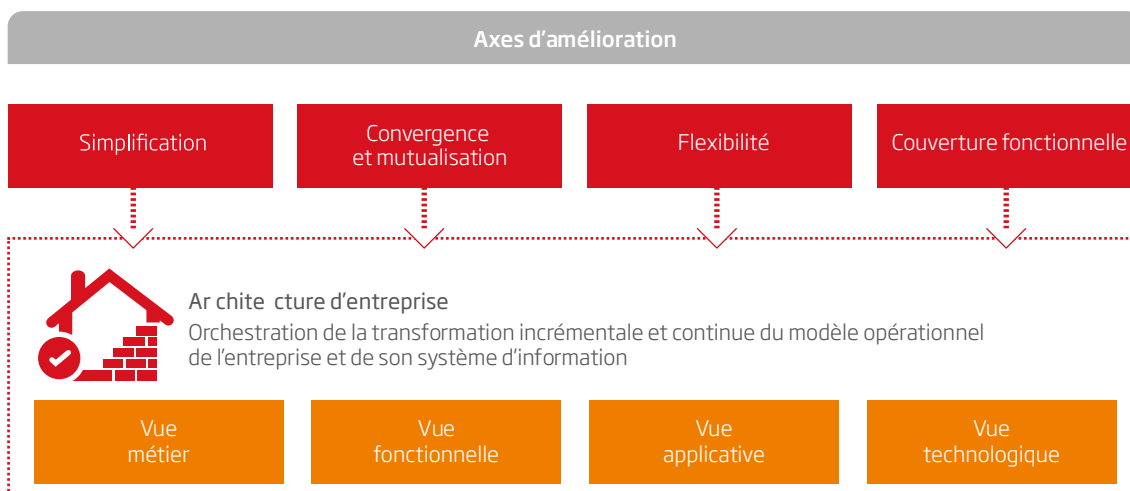 Axes d'amélioration
Simplification
Convergence
et mutualisation
Flexibilité
Couverture fonctionnelle
Ar chite cture d'entreprise
Orchestration de la transformation incrémentale et continue du modèle opérationnel
de l'entreprise et de son système d'information
Vue
métier
Vue
fonctionnelle
Vue
applicative
Vue
technologique